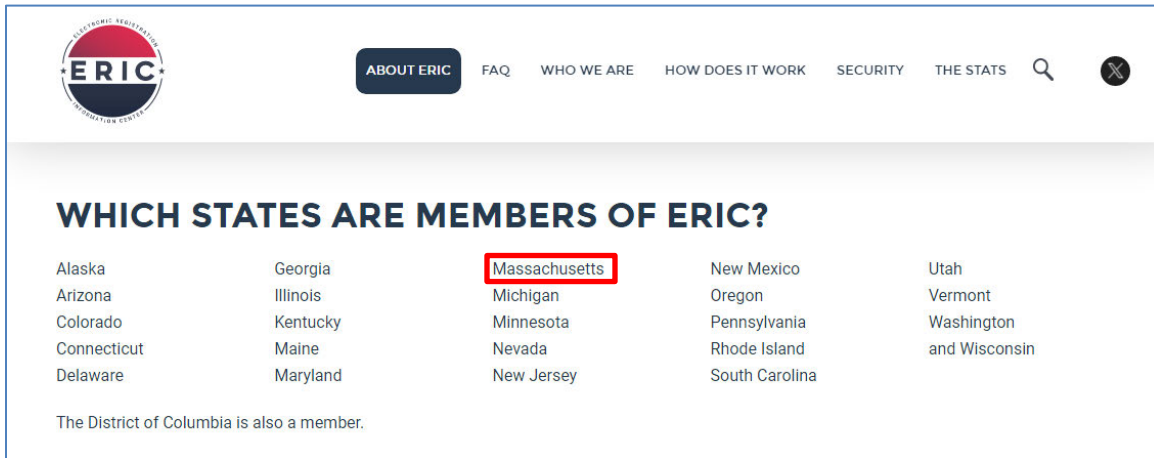 ELECTRONIC REGISTRATION
ERIC
INFORMATION CENTER
ABOUT ERIC FAQ WHO WE ARE HOW DOES IT WORK SECURITY THE STATS
WHICH STATES ARE MEMBERS OF ERIC?
Alaska Georgia Massachusetts New Mexico Utah
Arizona Illinois Michigan Oregon Vermont
Colorado Kentucky Minnesota Pennsylvania Washington
Connecticut Maine Nevada Rhode Island and Wisconsin
Delaware Maryland New Jersey South Carolina
The District of Columbia is also a member.